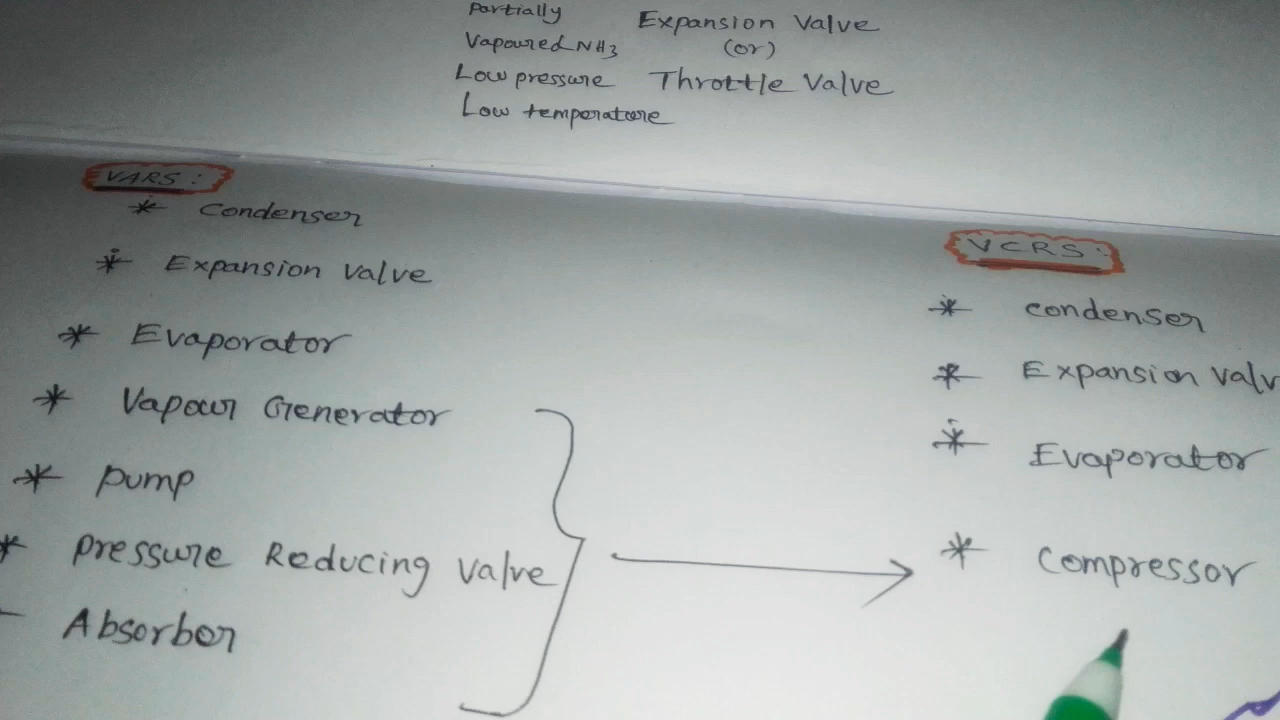 Partially
Vapoured NH3
Low pressure
Low temperature
Expansion Valve
(or)
Throttle Valve
VARS:
* Condenser
* Expansion valve
* Evaporator
* Vapour Generator
* Pump
* Pressure Reducing valve
Absorber
VCRS:
* condenser
* Expansion valv
* Evaporator
* Compressor